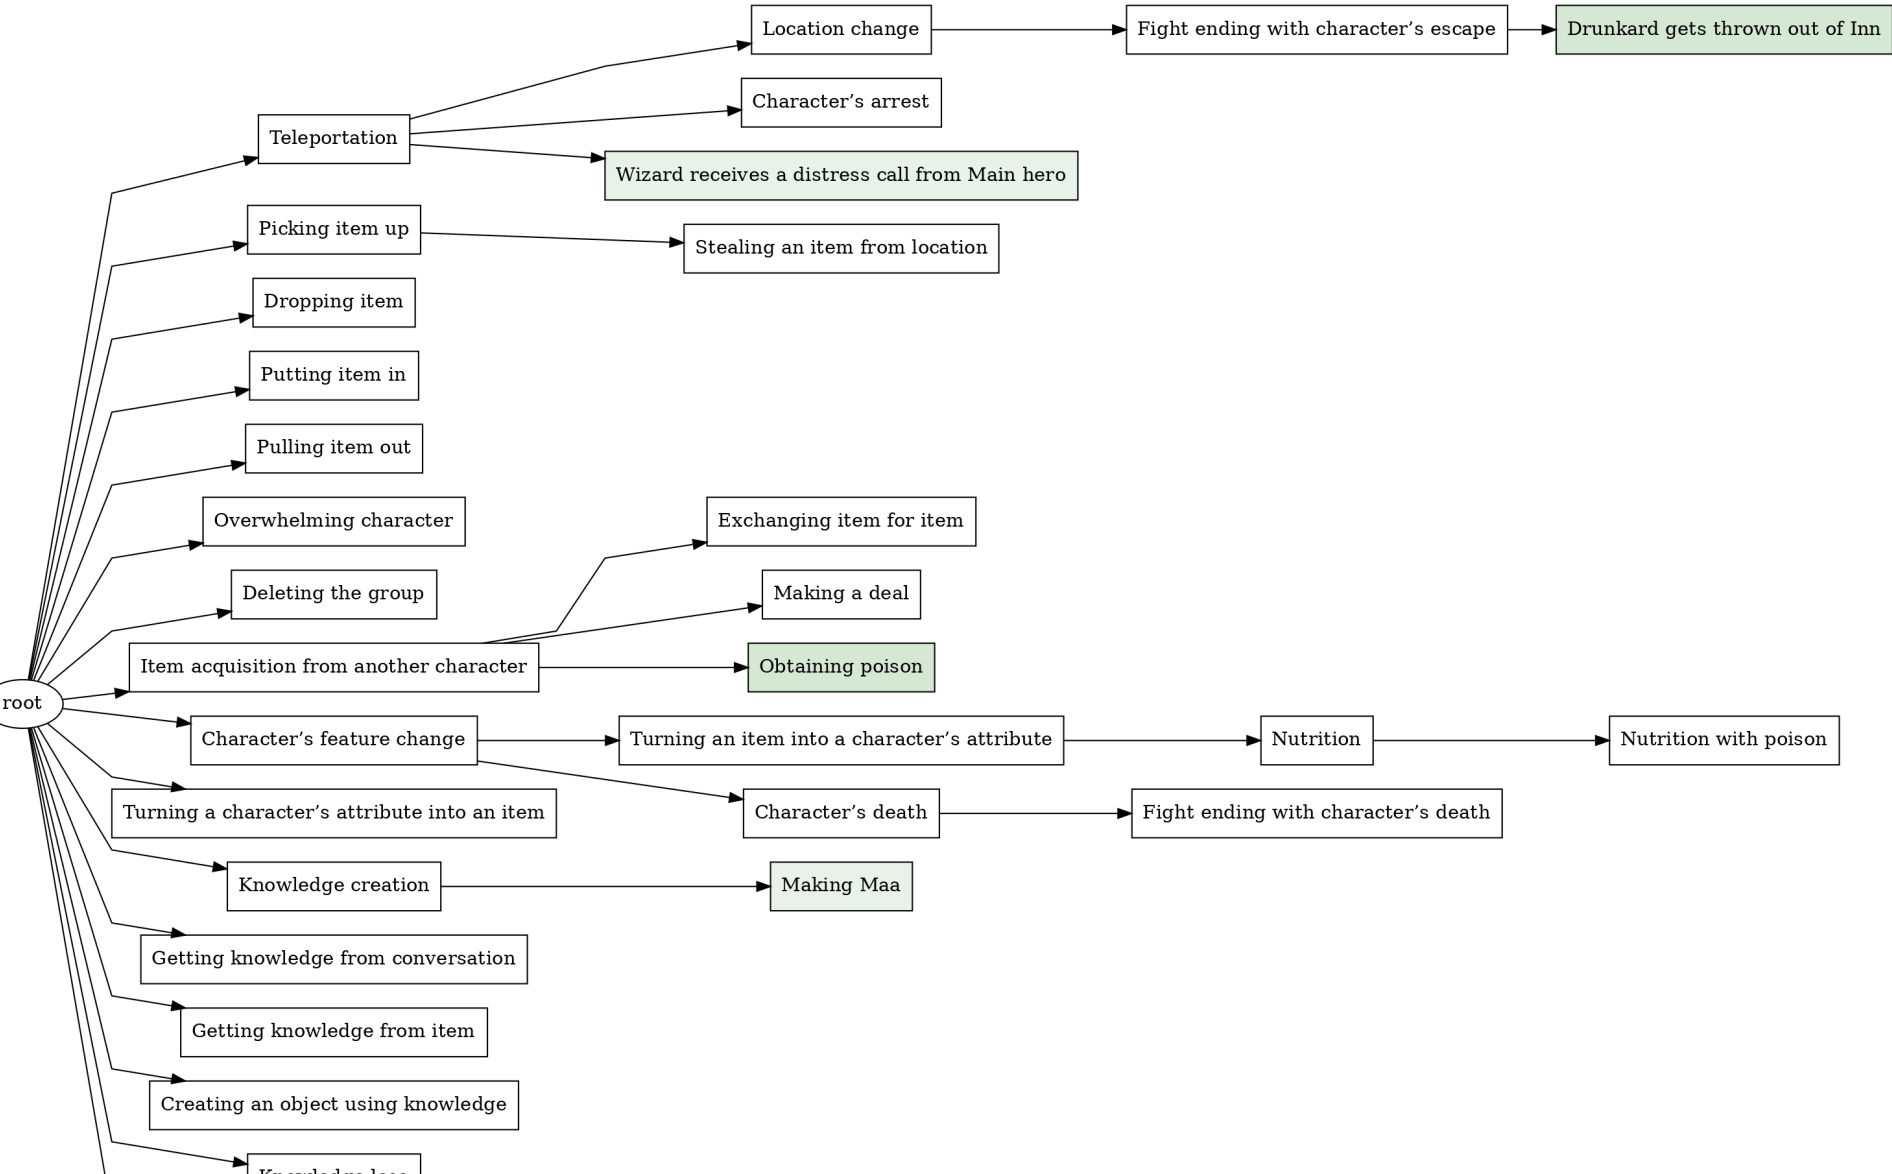 Location change
Fight ending with character’s escape
Drunkard gets thrown out of Inn
Character’s arrest
Teleportation
Wizard receives a distress call from Main hero
Picking item up
Stealing an item from location
Dropping item
Putting item in
Pulling item out
Overwhelming character
Exchanging item for item
Deleting the group
Making a deal
Item acquisition from another character
Obtaining poison
root
Character’s feature change
Turning an item into a character’s attribute
Nutrition
Nutrition with poison
Turning a character’s attribute into an item
Character’s death
Fight ending with character’s death
Knowledge creation
Making Maa
Getting knowledge from conversation
Getting knowledge from item
Creating an object using knowledge